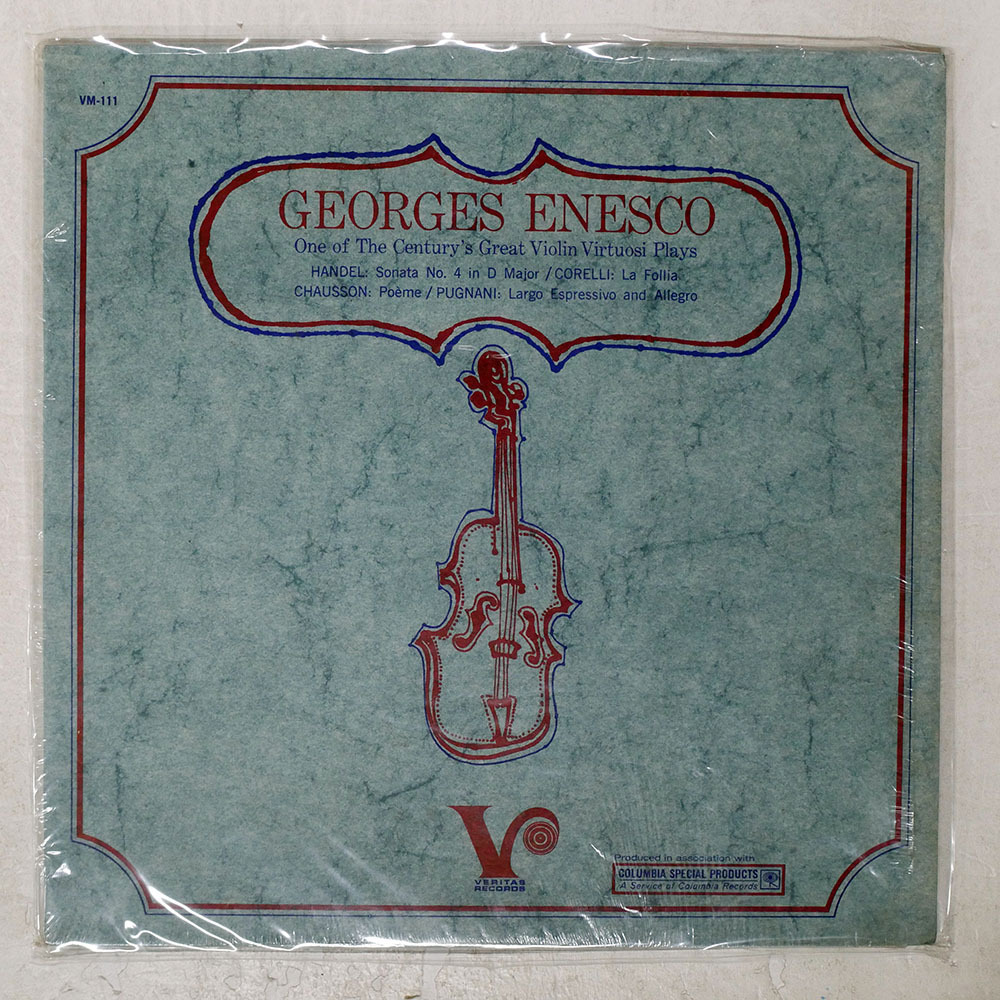 VM-111
GEORGES ENESCO
One of The Century's Great Violin Virtuosi Plays
HANDEL: Sonata No. 4 in D Major / CORELLI: La Follia
CHAUSSON: Poème / PUGNANI: Largo Espressivo and Allegro
V
VERITAS
RECORDS
Produced in association with
COLUMBIA SPECIAL PRODUCTS
A Service of Columbia Records